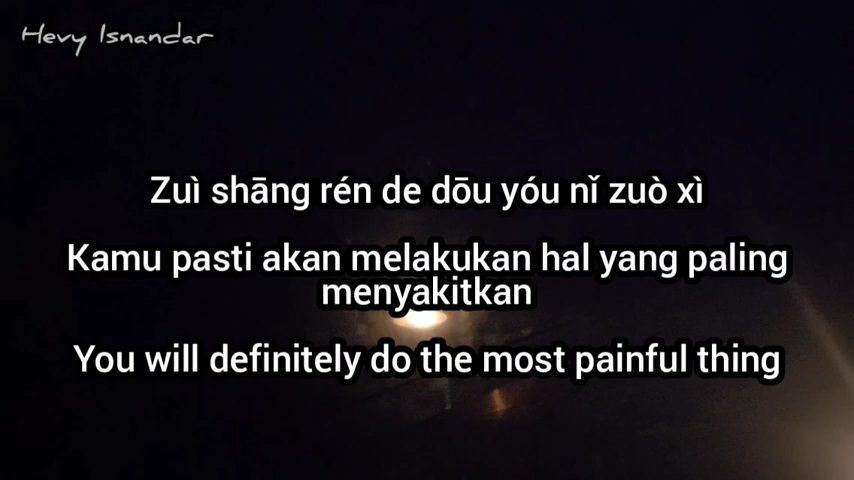 Hevy Isnandar
Zuì shāng rén de dōu yóu nǐ zuò xì
Kamu pasti akan melakukan hal yang paling
menyakitkan
You will definitely do the most painful thing